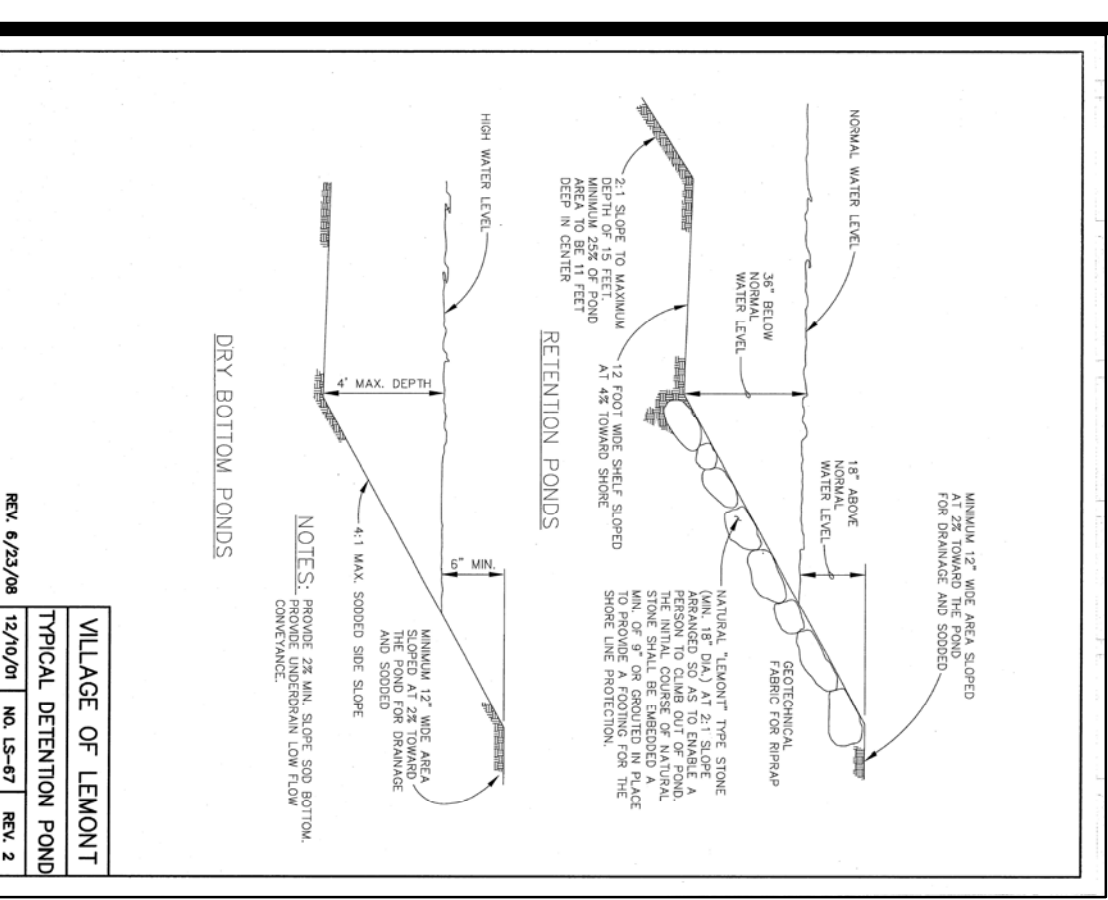 MINIMUM 12" WIDE AREA SLOPED
AT 2% TOWARD THE POND
FOR DRAINAGE AND SODDED
NORMAL WATER LEVEL
18" ABOVE
NORMAL
WATER LEVEL
36" BELOW
NORMAL
WATER LEVEL
GEOTECHNICAL
FABRIC FOR RIPRAP
NATURAL "LEMONT" TYPE STONE
(MIN. 18" DIA.) AT 2:1 SLOPE
ARRANGED SO AS TO ENABLE A
PERSON TO CLIMB OUT OF POND.
THE INITIAL COURSE OF NATURAL
STONE SHALL BE EMBEDDED A
MIN. OF 9" OR GROUTED IN PLACE
TO PROVIDE A FOOTING FOR THE
SHORE LINE PROTECTION.
2:1 SLOPE TO MAXIMUM
DEPTH OF 15 FEET.
MINIMUM 25% OF POND
AREA TO BE 11 FEET
DEEP IN CENTER
12 FOOT WIDE SHELF SLOPED
AT 4% TOWARD SHORE
RETENTION PONDS
HIGH WATER LEVEL
4' MAX. DEPTH
6" MIN.
4:1 MAX. SODDED SIDE SLOPE
MINIMUM 12" WIDE AREA
SLOPED AT 2% TOWARD
THE POND FOR DRAINAGE
AND SODDED
DRY BOTTOM PONDS
NOTES: PROVIDE 2% MIN. SLOPE SOD BOTTOM.
PROVIDE UNDERDRAIN LOW FLOW
CONVEYANCE.
VILLAGE OF LEMONT
TYPICAL DETENTION POND
REV. 6/23/08 12/10/01 NO. LS-67 REV. 2